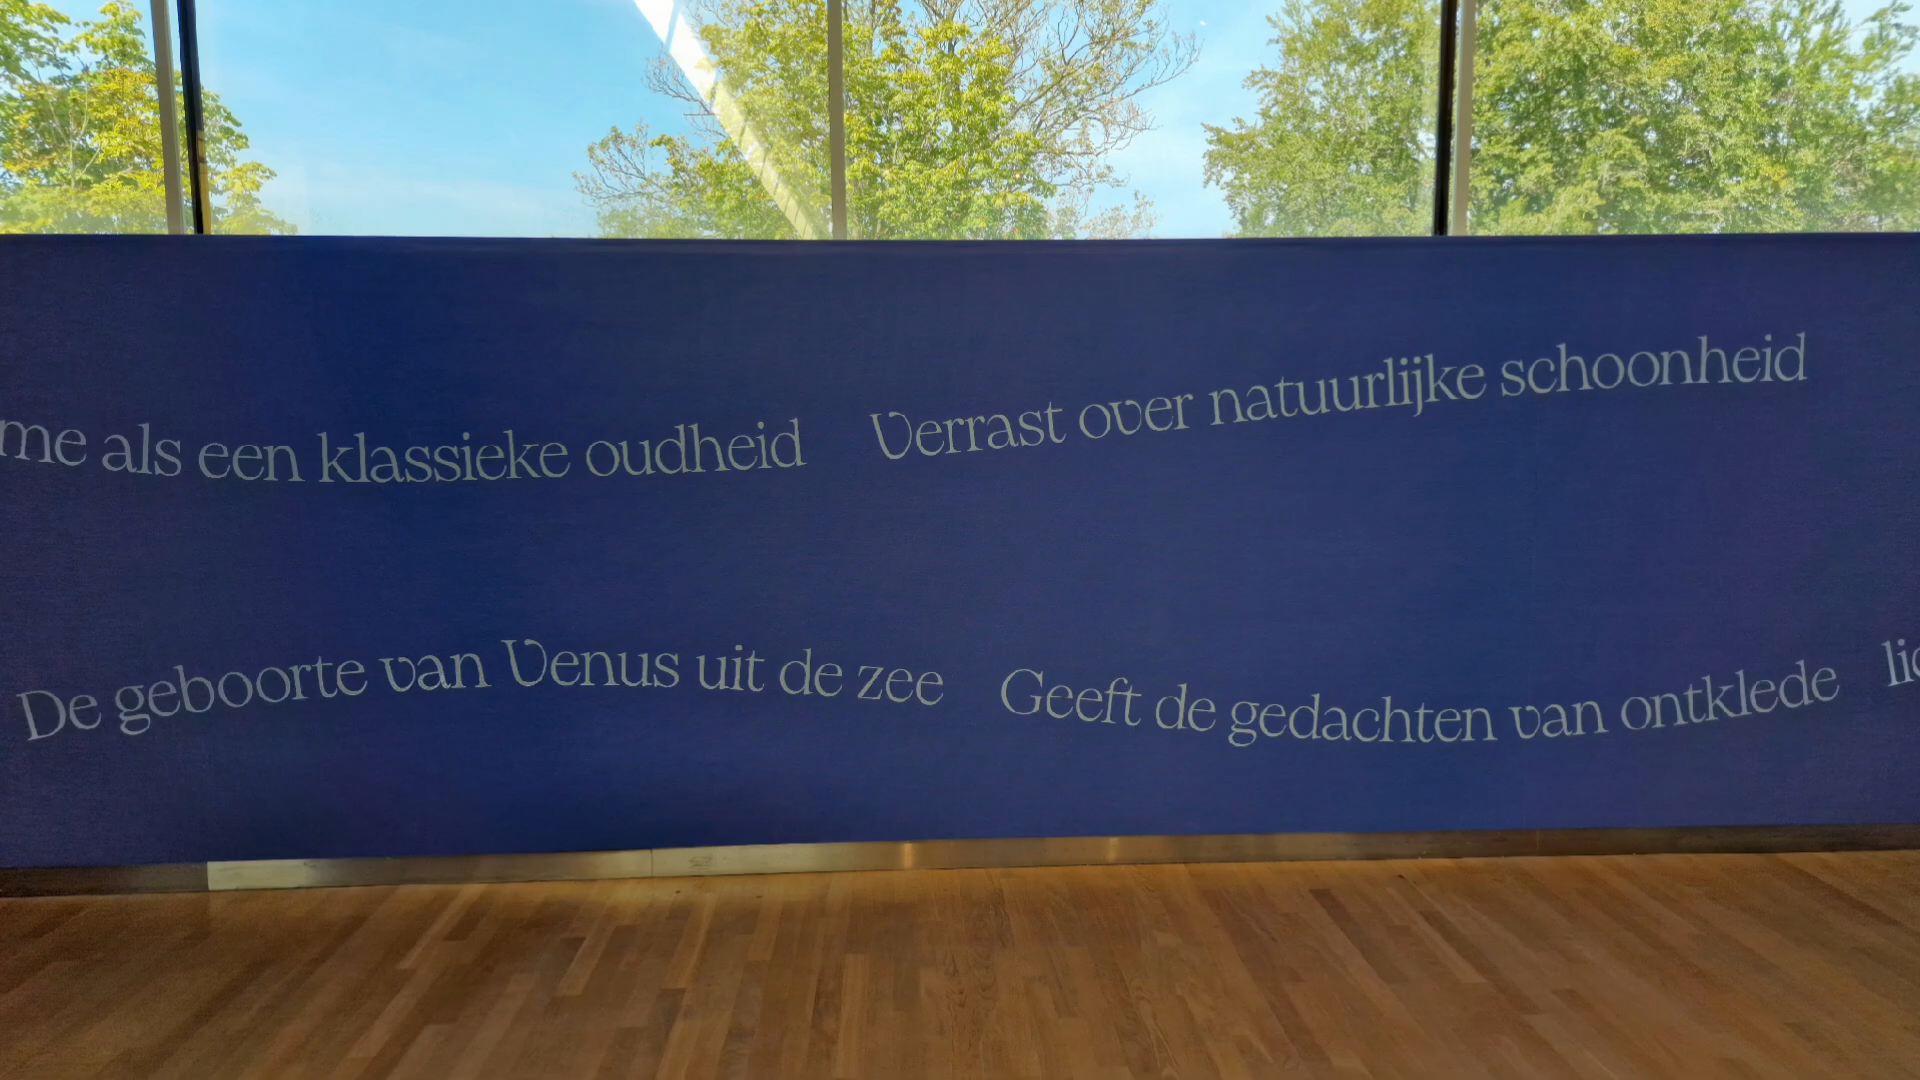 me als een klassieke oudheid Verrast over natuurlijke schoonheid
De geboorte van Venus uit de zee Geeft de gedachten van ontklede